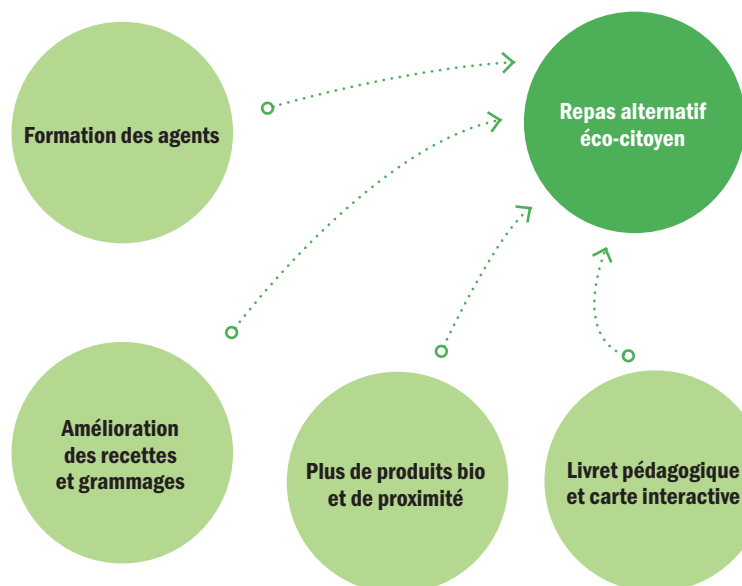 Formation des agents
Repas alternatif
éco-citoyen
Amélioration
des recettes
et grammages
Plus de produits bio
et de proximité
Livret pédagogique
et carte interactive